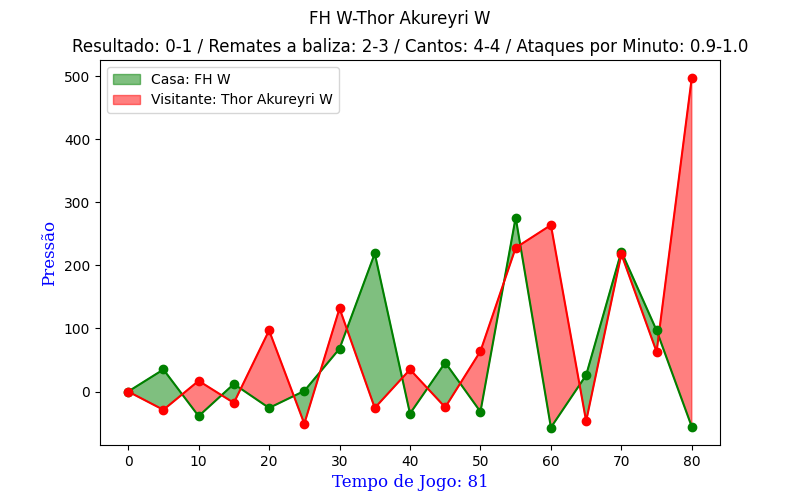 FH W-Thor Akureyri W
Resultado: 0-1 / Remates a baliza: 2-3 / Cantos: 4-4 / Ataques por Minuto: 0.9-1.0
Casa: FH W
Visitante: Thor Akureyri W
500
400
300
200
100
0
Pressão
0 10 20 30 40 50 60 70 80
Tempo de Jogo: 81